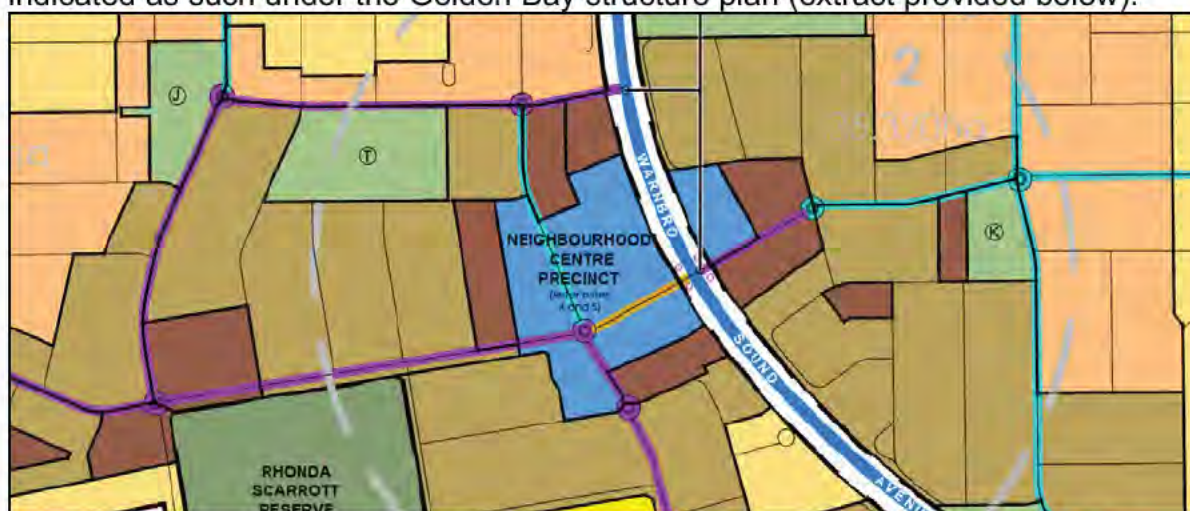 indicated as such under the Golden Bay structure plan (extract provided below).
2
J
T
WARNBRO
NEIGHBOURHOOD
CENTRE
PRECINCT
K
SOUND
RHONDA
SCARROTT
RESERVE
AVENU